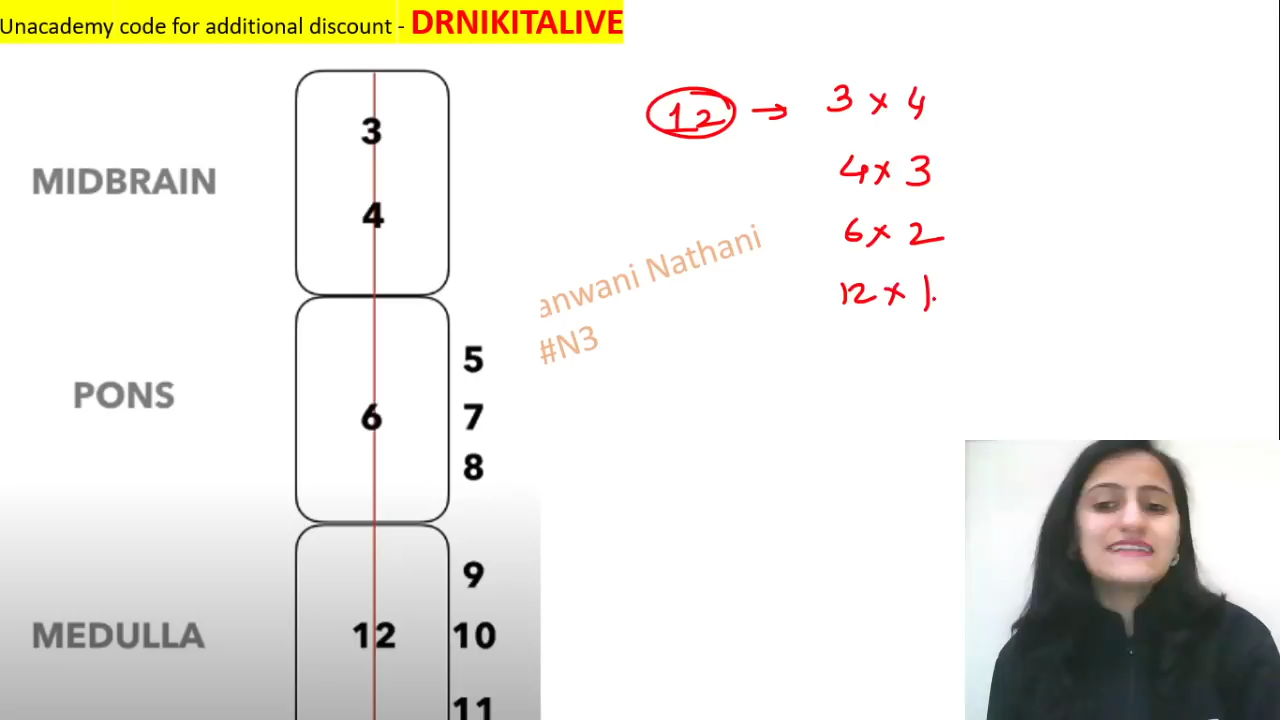 Unacademy code for additional discount - DRNIKITALIVE
3
4
MIDBRAIN
12 → 3 x 4
4 x 3
6 x 2
12 x 1
anwani Nathani
#N3
5
PONS
6
7
8
9
MEDULLA
12
10
11